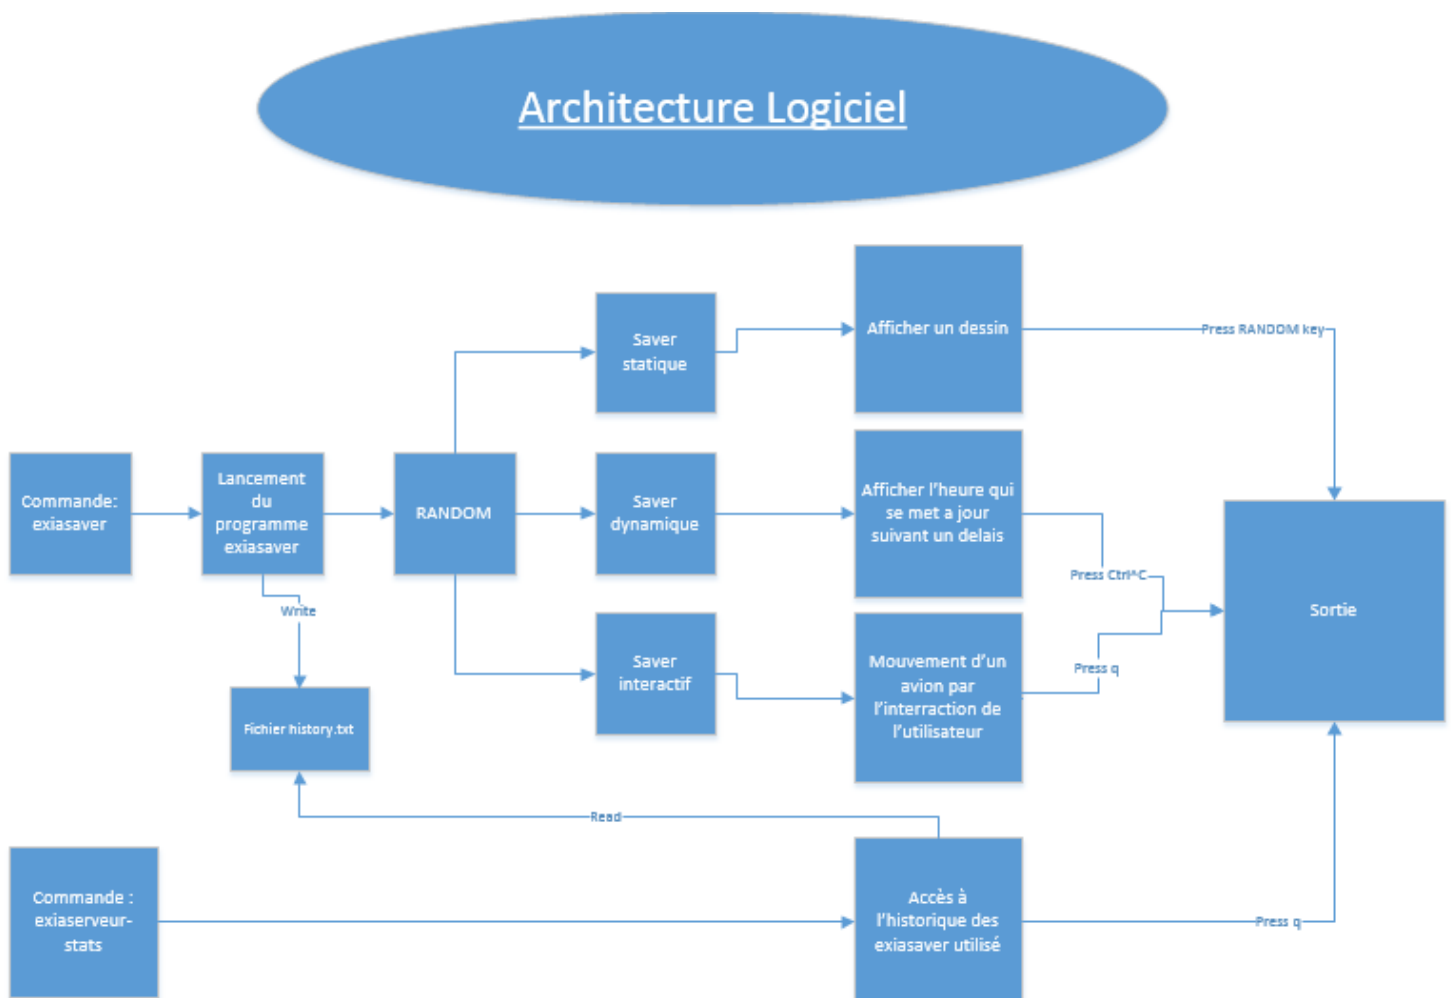 Architecture Logiciel
Saver
statique
Afficher un dessin
Press RANDOM key
Commande:
exiasaver
Lancement
du
programme
exiasaver
RANDOM
Saver
dynamique
Afficher l'heure qui
se met a jour
suivant un delais
Press Ctrl^C
Sortie
Write
Saver
interactif
Mouvement d'un
avion par
l'interraction de
l'utilisateur
Press q
Fichier history.txt
Read
Commande :
exiaserveur-
stats
Accès à
l'historique des
exiasaver utilisé
Press q